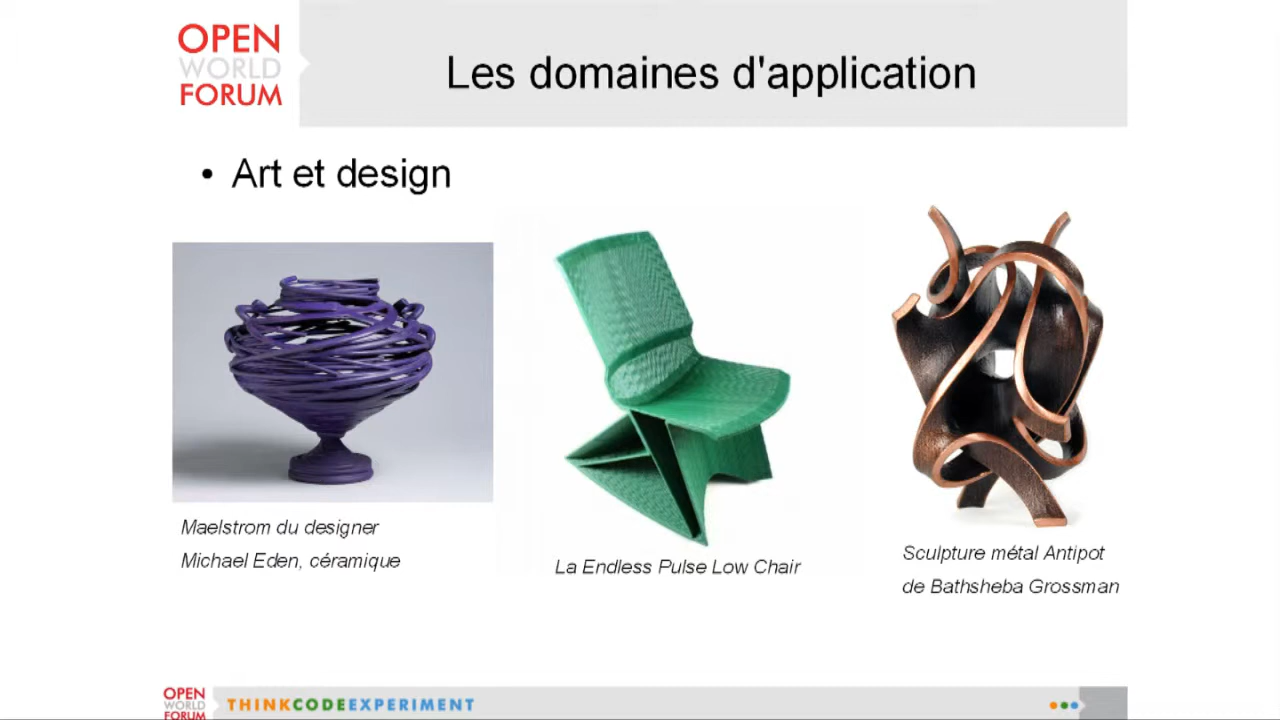 OPEN
WORLD
FORUM
Les domaines d'application
• Art et design
Maelstrom du designer
Michael Eden, céramique
La Endless Pulse Low Chair
Sculpture métal Antipot
de Bathsheba Grossman
OPEN
WORLD
FORUM
THINKCODEEXPERIMENT